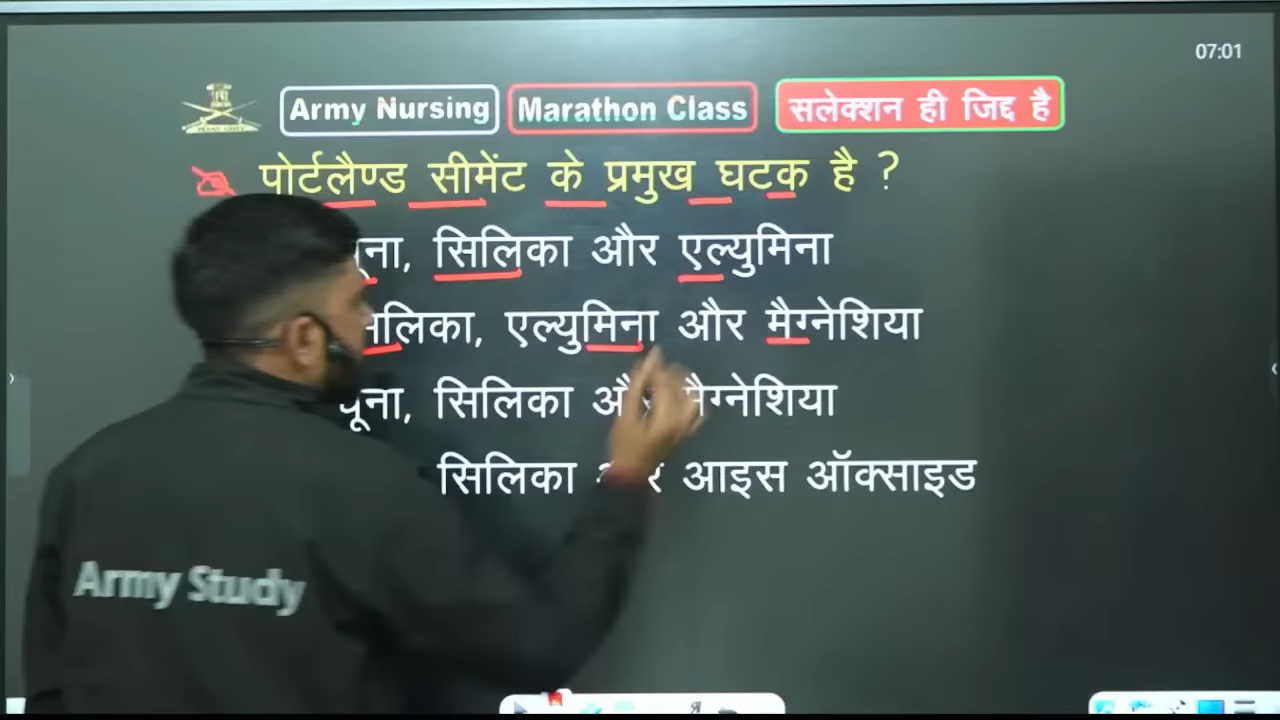 07:01
Army Nursing Marathon Class सलेक्शन ही जिद्द है
पोर्टलैण्ड सीमेंट के प्रमुख घटक है ?
सिलिका और एल्युमिना
एल्युमिना और मैग्नेशिया
सिलिका मैग्नेशिया
सिलिका आइस ऑक्साइड
Army Study